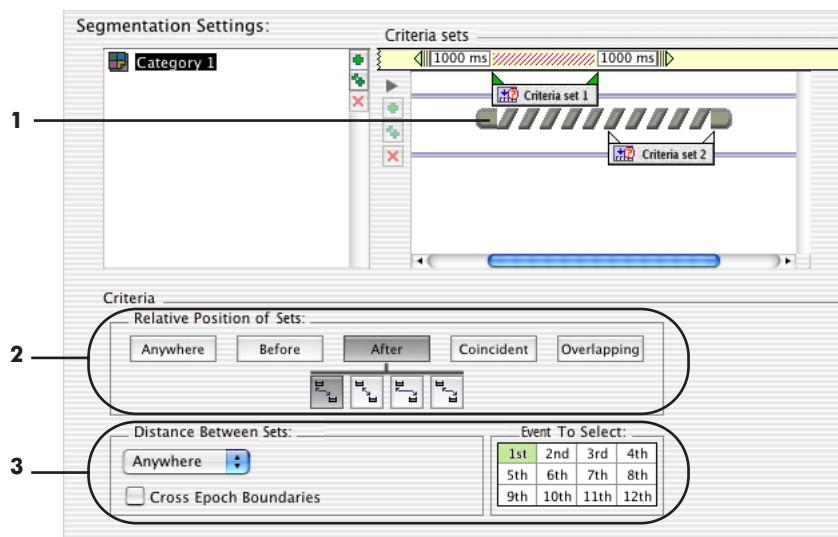 Segmentation Settings:
Criteria sets
Category 1
1000 ms
1000 ms
Criteria set 1
1
Criteria set 2
Criteria
Relative Position of Sets:
2
Anywhere
Before
After
Coincident
Overlapping
Distance Between Sets:
Event To Select:
3
Anywhere
1st 2nd 3rd 4th
5th 6th 7th 8th
Cross Epoch Boundaries
9th 10th 11th 12th